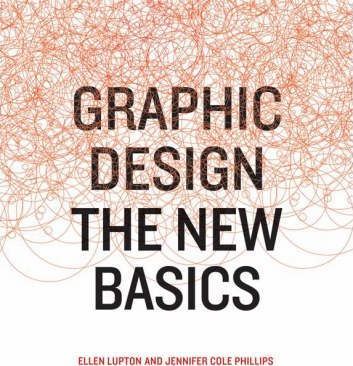 GRAPHIC
DESIGN
THE NEW
BASICS
ELLEN LUPTON AND JENNIFER COLE PHILLIPS